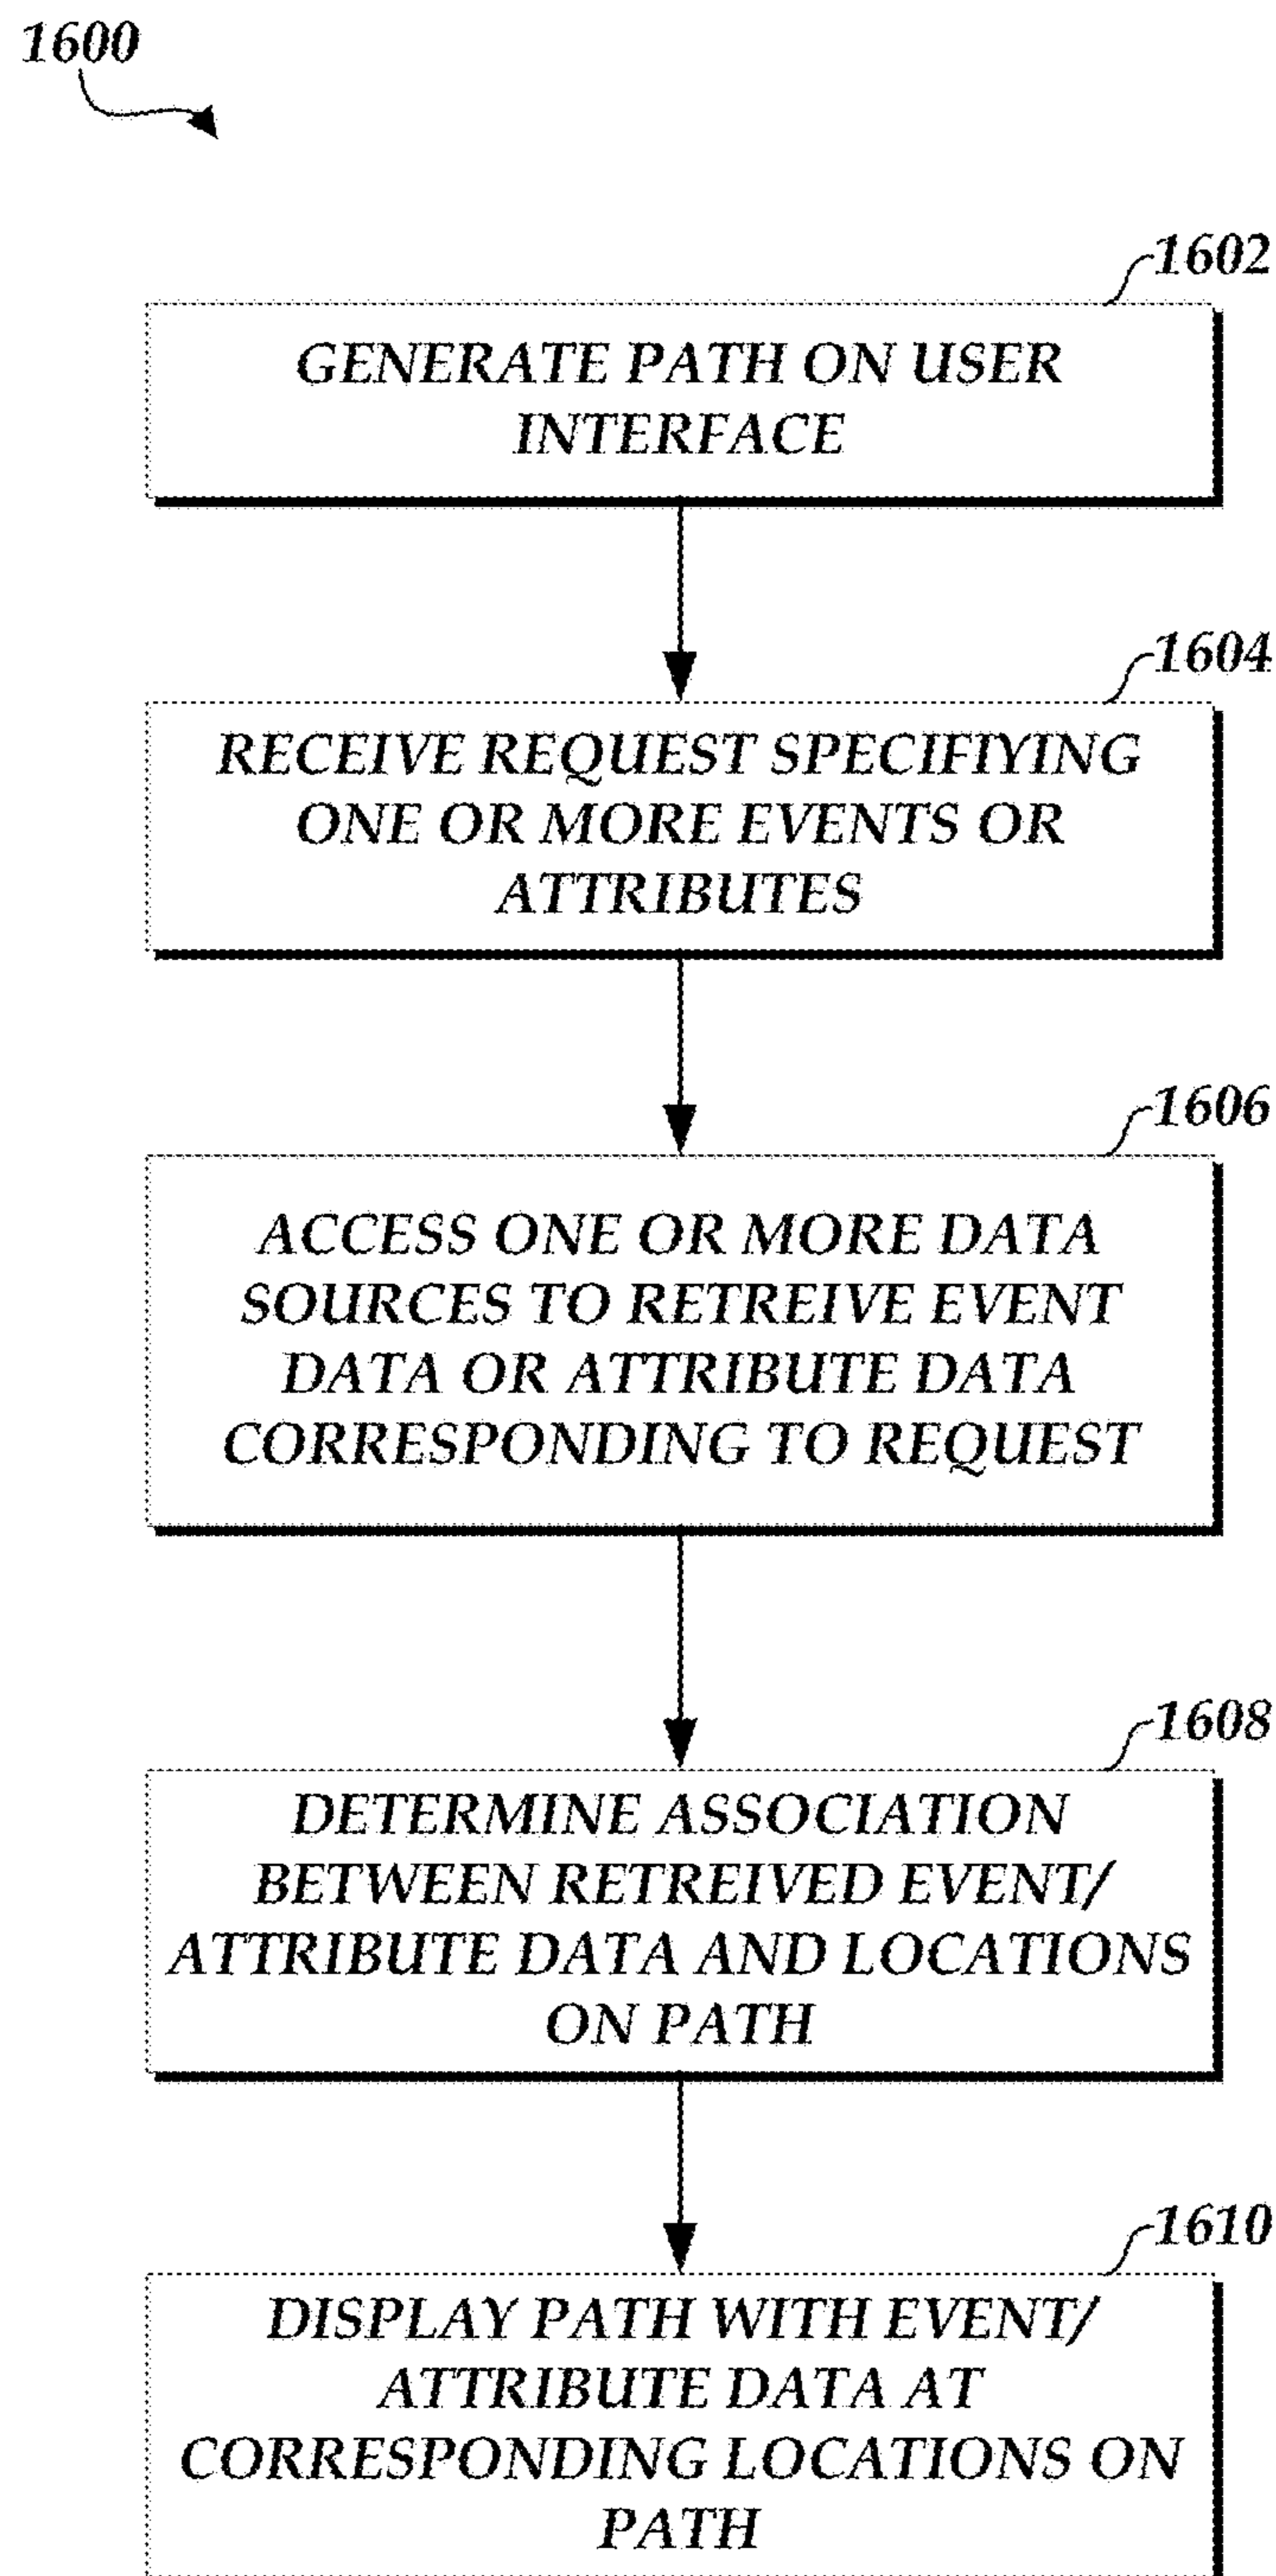 1600
1602
GENERATE PATH ON USER
INTERFACE
1604
RECEIVE REQUEST SPECIFIYING
ONE OR MORE EVENTS OR
ATTRIBUTES
1606
ACCESS ONE OR MORE DATA
SOURCES TO RETREIVE EVENT
DATA OR ATTRIBUTE DATA
CORRESPONDING TO REQUEST
1608
DETERMINE ASSOCIATION
BETWEEN RETREIVED EVENT/
ATTRIBUTE DATA AND LOCATIONS
ON PATH
1610
DISPLAY PATH WITH EVENT/
ATTRIBUTE DATA AT
CORRESPONDING LOCATIONS ON
PATH